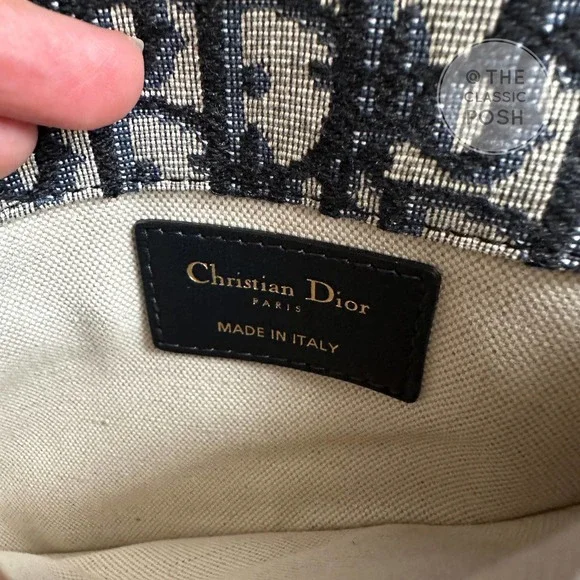 @ THE
CLASSIC
POSH
Christian Dior
PARIS
MADE IN ITALY